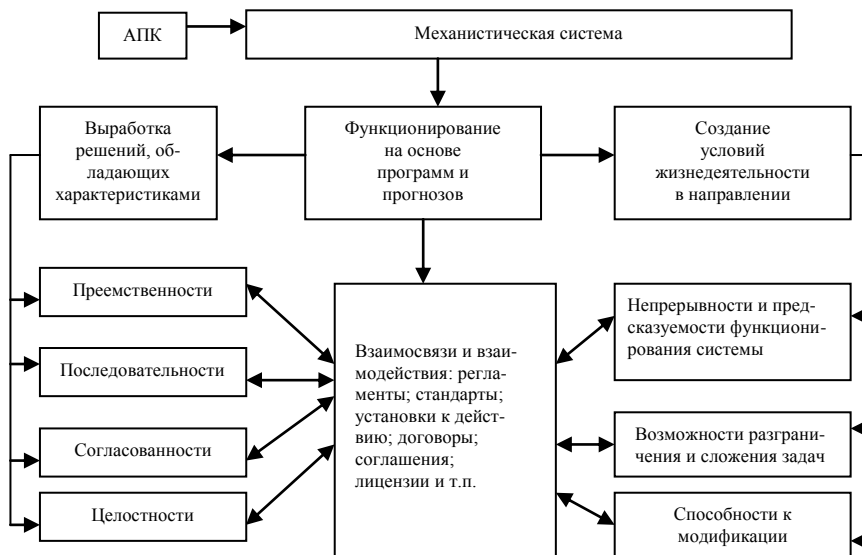 АПК
Механистическая система
Выработка
решений, об-
ладающих
характеристиками
Функционирование
на основе
программ и
прогнозов
Создание
условий
жизнедеятельности
в направлении
Преемственности
Последовательности
Согласованности
Целостности
Взаимосвязи и взаи-
модействия: регла-
менты; стандарты;
установки к дейст-
вию; договоры;
соглашения;
лицензии и т.п.
Непрерывности и пред-
сказуемости функциони-
рования системы
Возможности разграни-
чения и сложения задач
Способности к
модификации